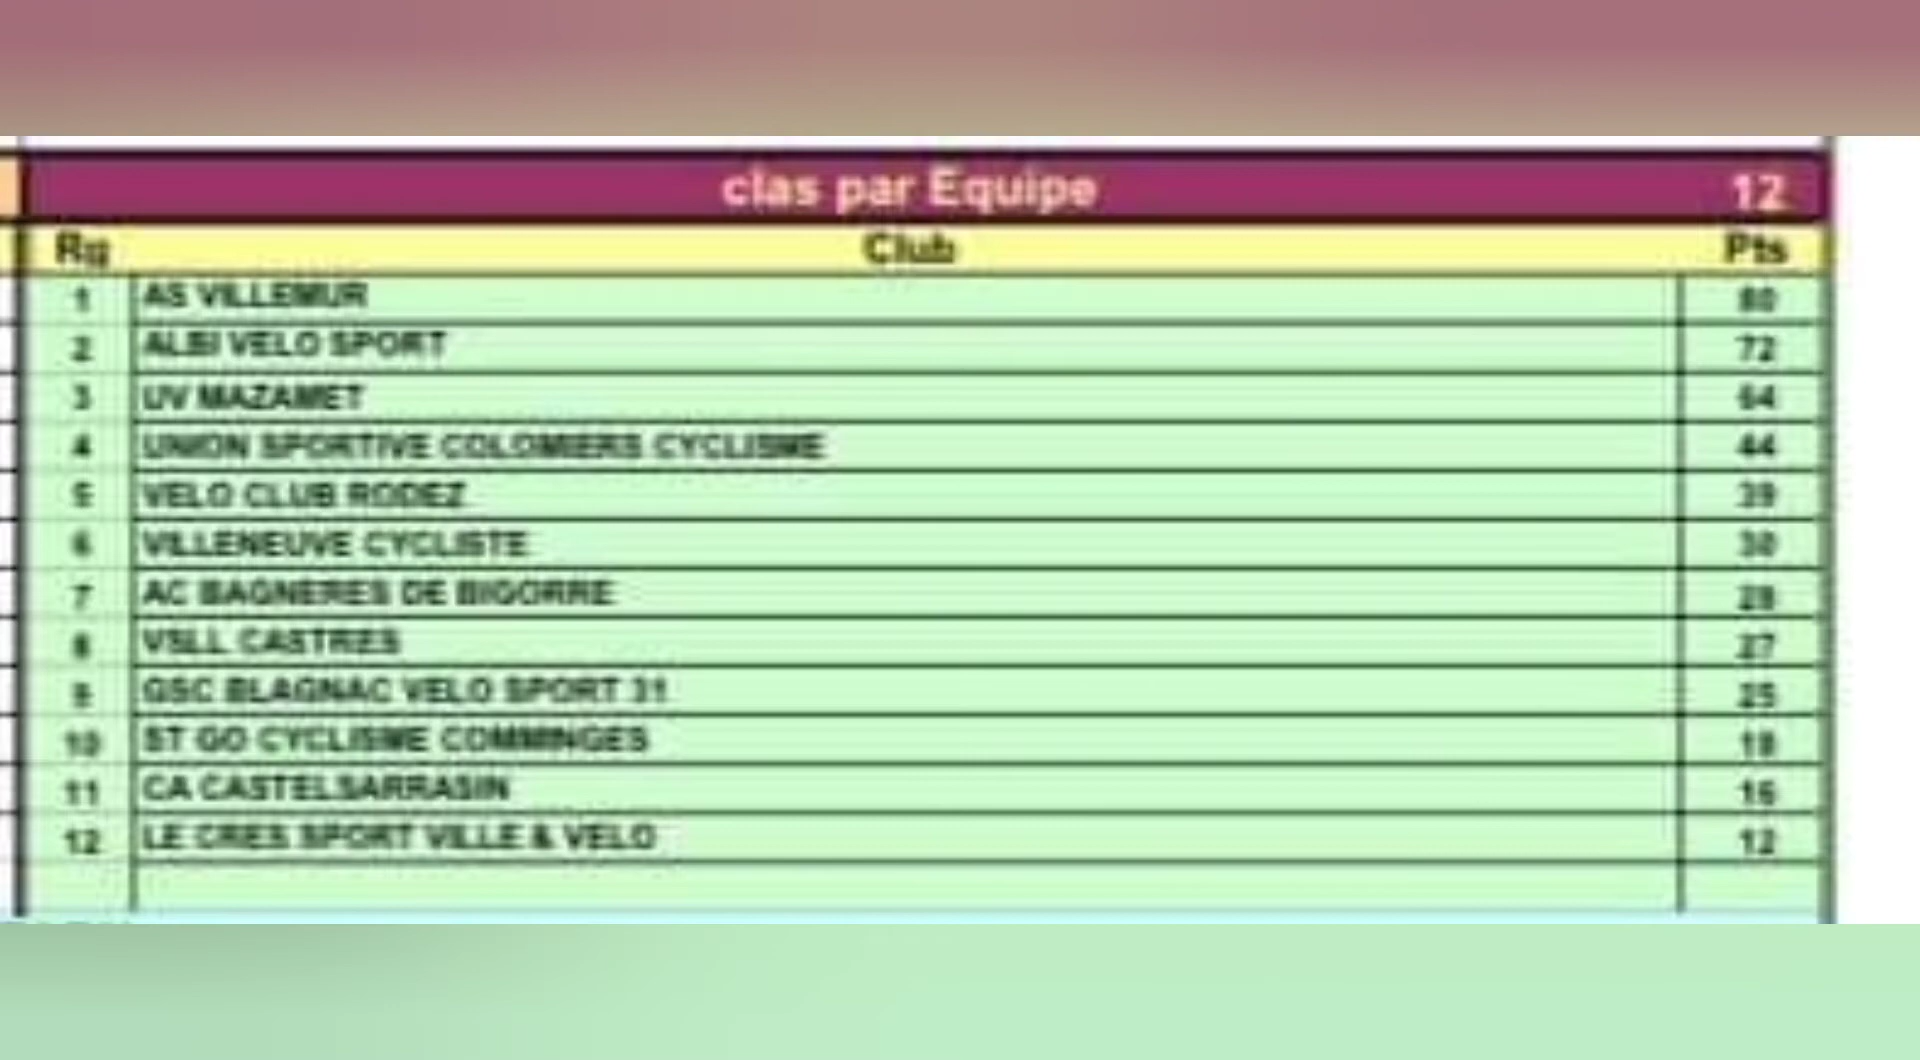 clas par Equipe 12
Rg Club Pts
1 AS VILLEMUR 80
2 ALBI VELO SPORT 72
3 UV MAZAMET 64
4 UNION SPORTIVE COLOMIERS CYCLISME 44
5 VELO CLUB RODEZ 39
6 VILLENEUVE CYCLISTE 30
7 AC BAGNERES DE BIGORRE
8 VSLL CASTRES 27
9 GSC BLAGNAC VELO SPORT 31 25
10 ST GO CYCLISME COMMINGES
11 CA CASTELSARRASIN 16
12 LE CRES SPORT VILLE & VELO 12